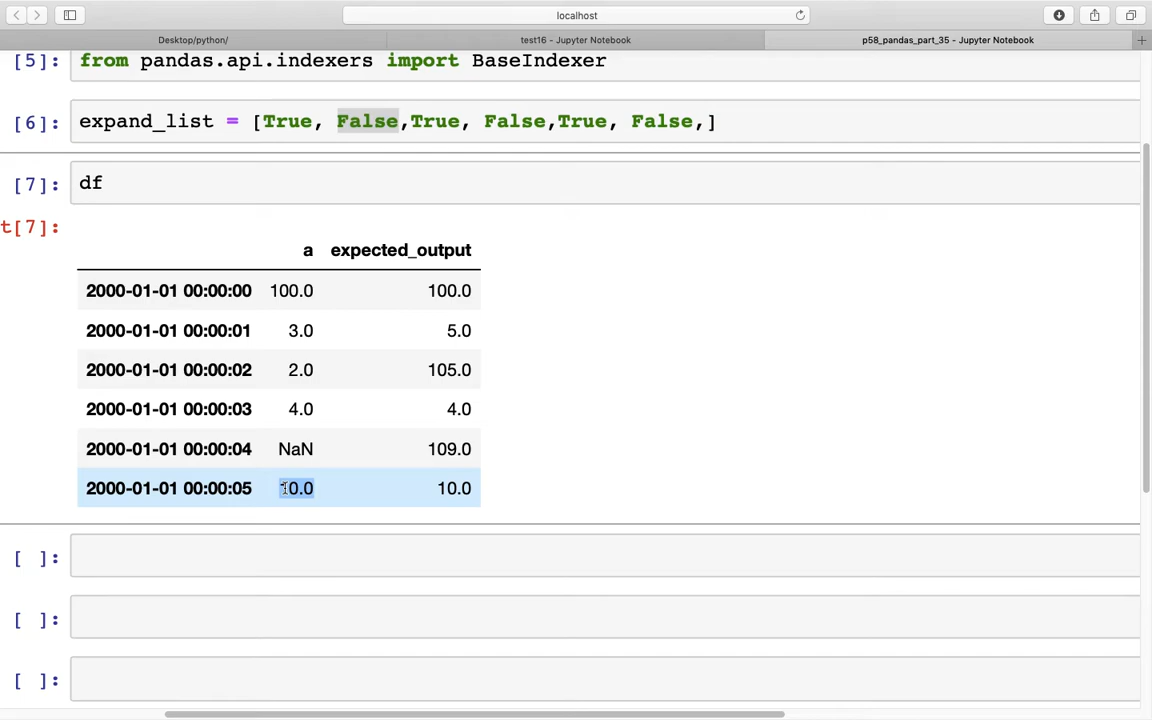 localhost
Desktop/python/ test16 - Jupyter Notebook p58_pandas_part_35 - Jupyter Notebook +
[5]: from pandas.api.indexers import BaseIndexer
[6]: expand_list = [True, False,True, False,True, False,]
[7]: df
t[7]:
a expected_output
2000-01-01 00:00:00 100.0 100.0
2000-01-01 00:00:01 3.0 5.0
2000-01-01 00:00:02 2.0 105.0
2000-01-01 00:00:03 4.0 4.0
2000-01-01 00:00:04 NaN 109.0
2000-01-01 00:00:05 10.0 10.0
[ ]:
[ ]:
[ ]: